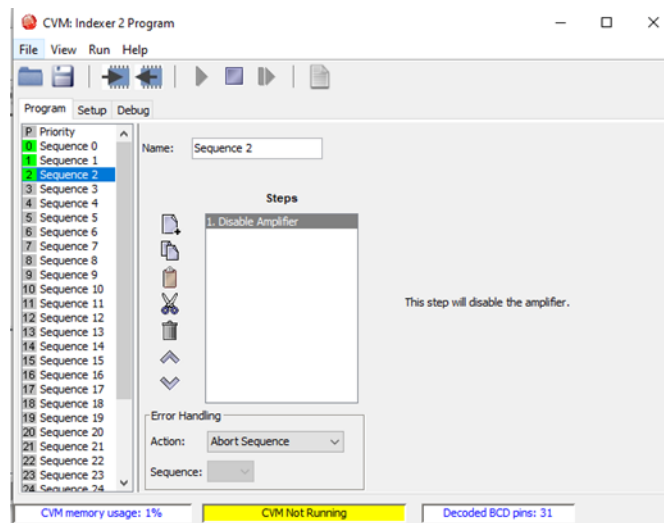 CVM: Indexer 2 Program
File View Run Help
Program Setup Debug
P Priority
0 Sequence 0
1 Sequence 1
2 Sequence 2
3 Sequence 3
4 Sequence 4
5 Sequence 5
6 Sequence 6
7 Sequence 7
8 Sequence 8
9 Sequence 9
10 Sequence 10
11 Sequence 11
12 Sequence 12
13 Sequence 13
14 Sequence 14
15 Sequence 15
16 Sequence 16
17 Sequence 17
18 Sequence 18
19 Sequence 19
20 Sequence 20
21 Sequence 21
22 Sequence 22
23 Sequence 23
24 Sequence 24
Name: Sequence 2
Steps
1. Disable Amplifier
This step will disable the amplifier.
Error Handling
Action: Abort Sequence
Sequence:
CVM memory usage: 1% CVM Not Running Decoded BCD pins: 31